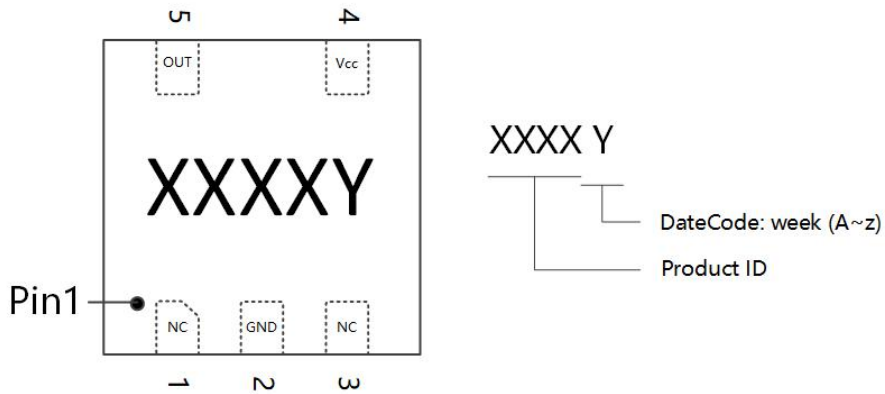 5 4
OUT Vcc
XXXXY
XXXX Y
DateCode: week (A~z)
Product ID
Pin1
NC GND NC
1 2 3